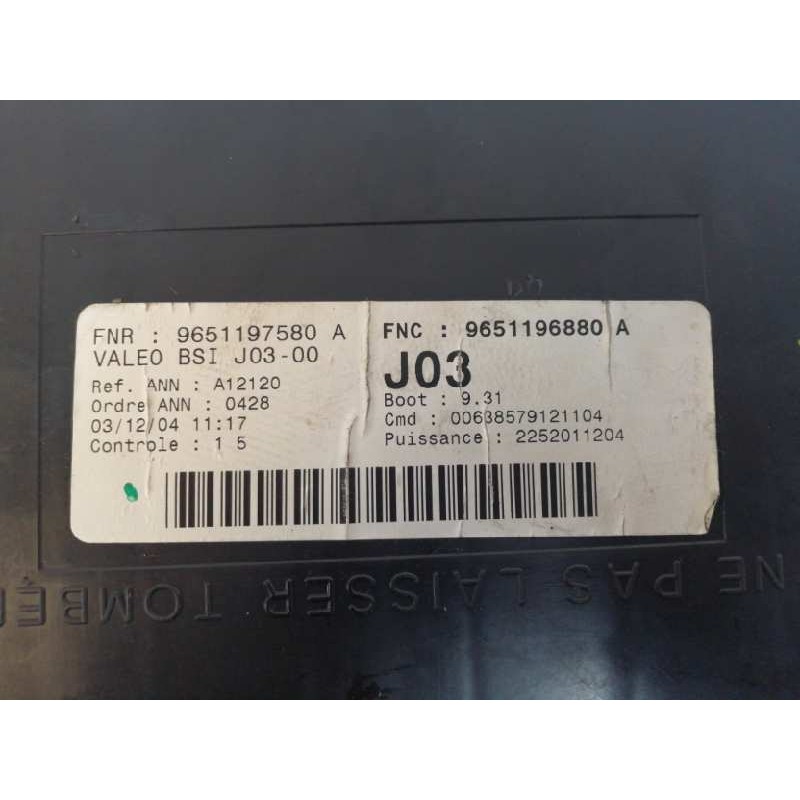 FNR : 9651197580 A
VALEO BSI J03-00
Ref. ANN : A12120
Ordre ANN : 0428
03/12/04 11:17
Controle : 1 5
FNC : 9651196880 A
J03
Boot : 9.31
Cmd : 00638579121104
Puissance : 2252011204
NE PAS LAISSER TOMBE